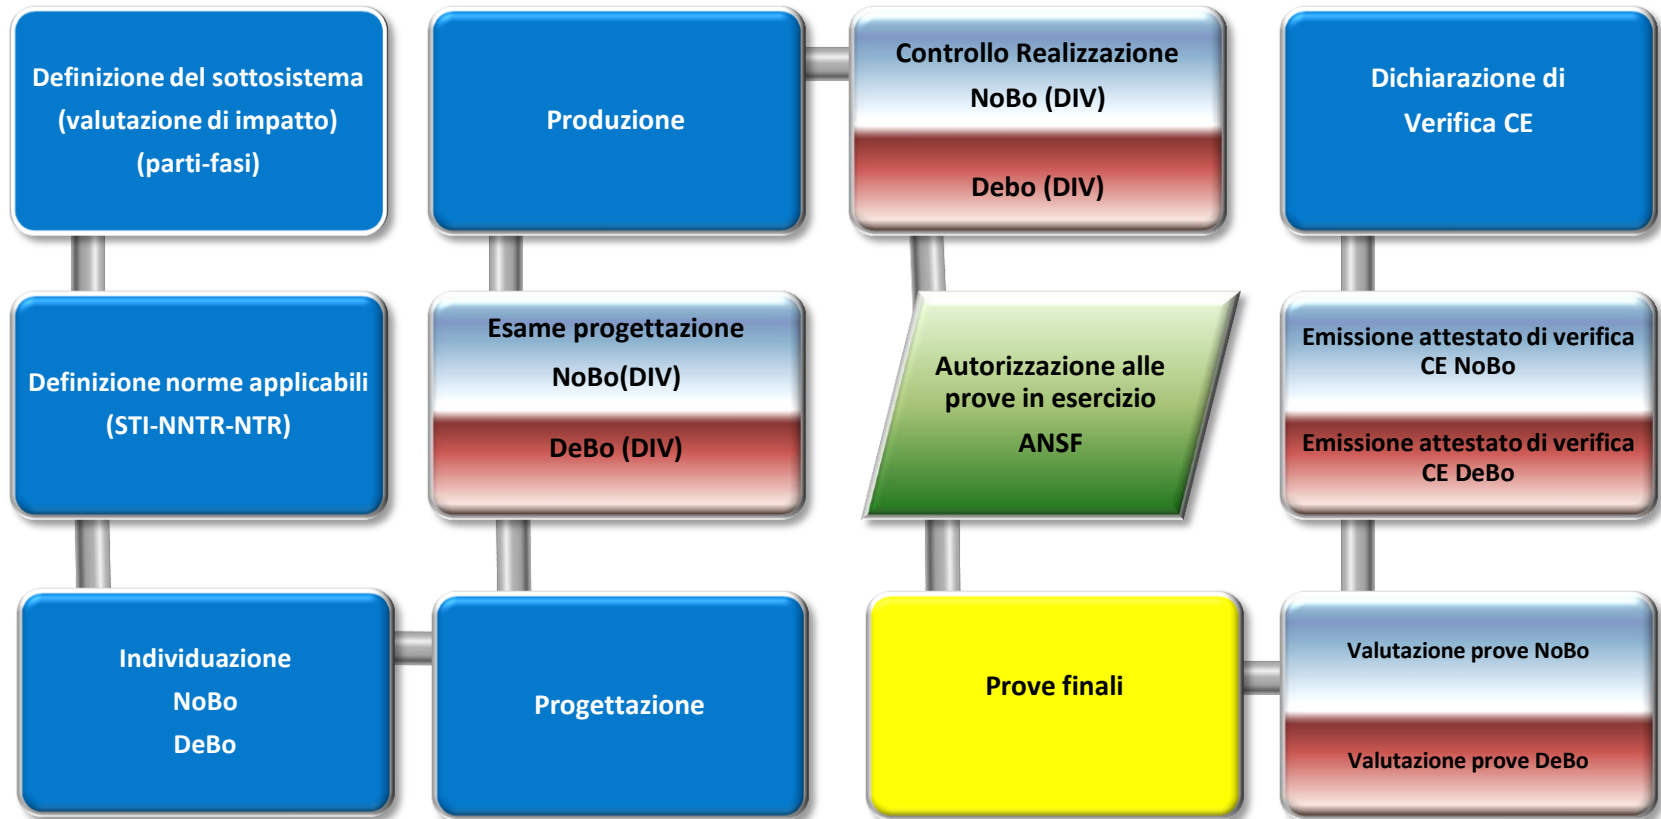 Definizione del sottosistema
(valutazione di impatto)
(parti-fasi)
Definizione norme applicabili
(STI-NNTR-NTR)
Individuazione
NoBo
DeBo
Progettazione
Esame progettazione
NoBo(DIV)
DeBo (DIV)
Produzione
Controllo Realizzazione
NoBo (DIV)
Debo (DIV)
Autorizzazione alle
prove in esercizio
ANSF
Prove finali
Valutazione prove NoBo
Valutazione prove DeBo
Emissione attestato di verifica
CE NoBo
Emissione attestato di verifica
CE DeBo
Dichiarazione di
Verifica CE